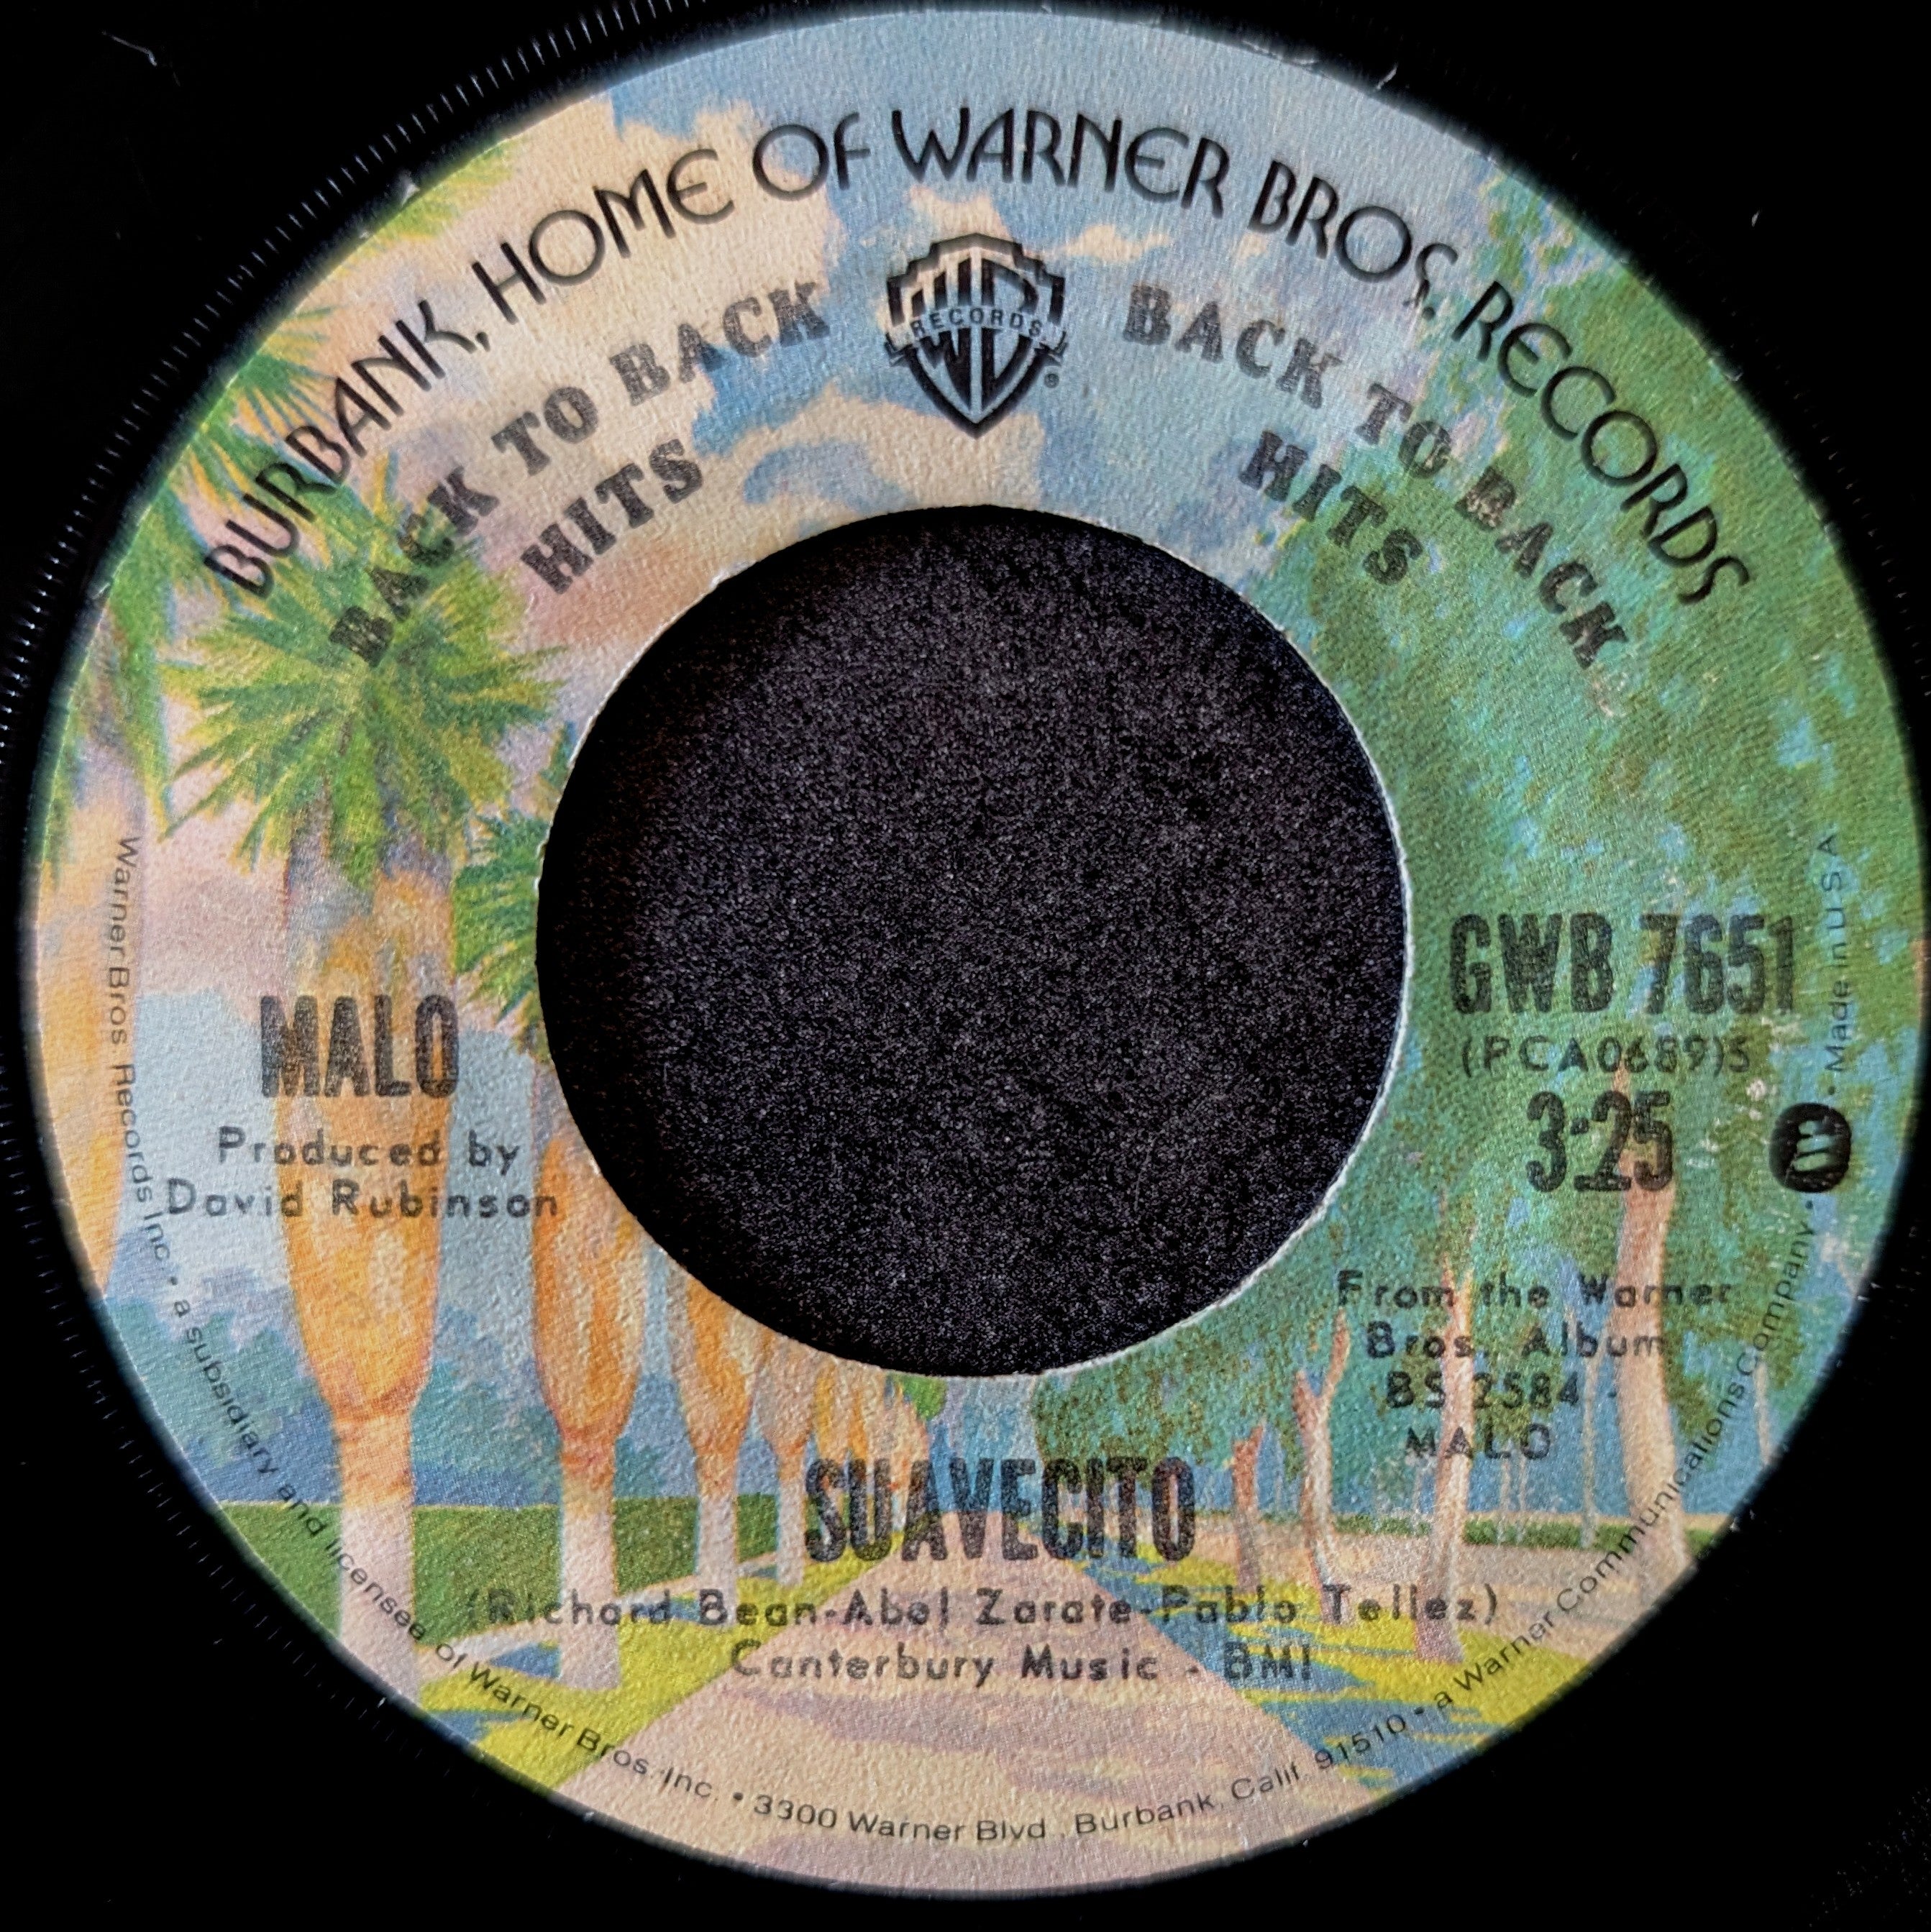 BURBANK, HOME OF WARNER BROS. RECORDS
BACK TO BACK
HITS
RECORDS
®
BACK TO BACK
HITS
MALO
Produced by
David Rubinson
GWB 7651
(PCA0689)S
3:25
From the Warner
Bros. Album
BS 2584
MALO
SUAVECITO
(Richard Bean-Abel Zarate-Pablo Tellez)
Canterbury Music - BMI
Warner Bros. Records Inc. • a subsidiary and licensee of Warner Bros. Inc. • 3300 Warner Blvd., Burbank, Calif. 91510 • a Warner Communications Company • • Made in U S A